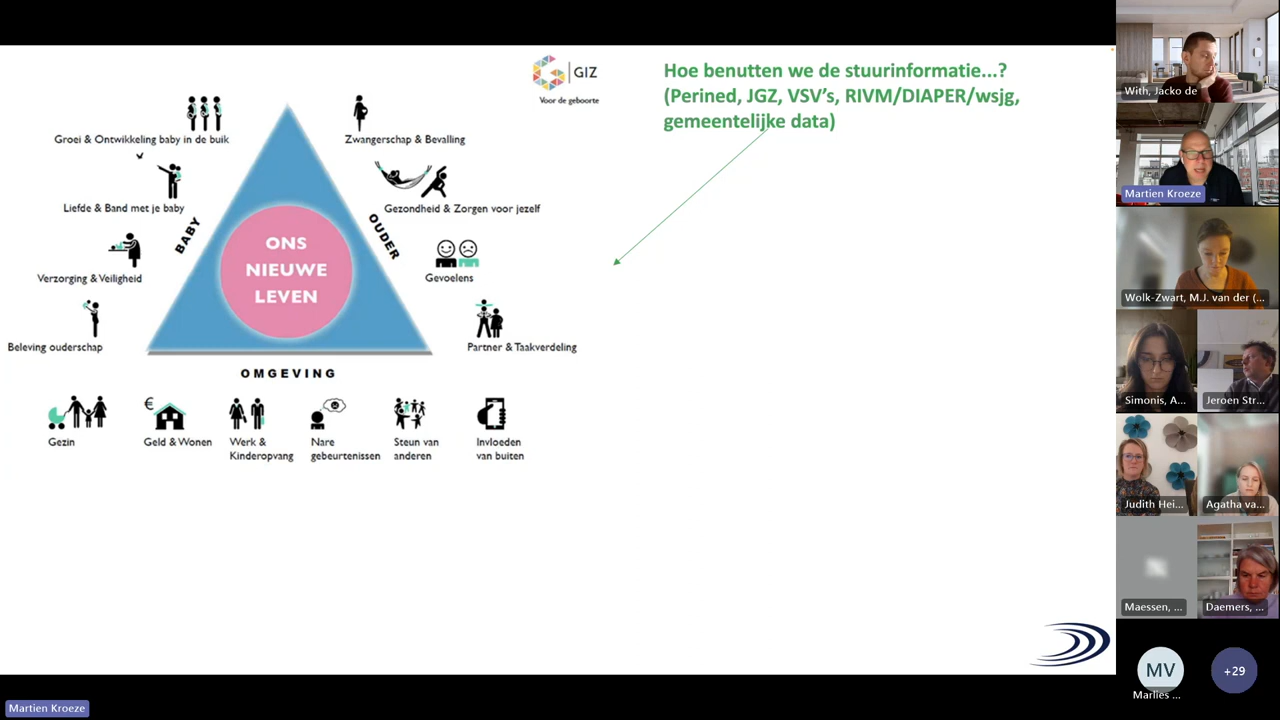 GIZ
Voor de geboorte
Hoe benutten we de stuurinformatie...?
(Perined, JGZ, VSV's, RIVM/DIAPER/wsjg,
gemeentelijke data)
Groei & Ontwikkeling baby in de buik
Zwangerschap & Bevalling
Liefde & Band met je baby
Gezondheid & Zorgen voor jezelf
BABY
OUDER
Verzorging & Veiligheid
Gevoelens
ONS
NIEUWE
LEVEN
Beleving ouderschap
Partner & Taakverdeling
OMGEVING
€
Gezin
Geld & Wonen
Werk &
Kinderopvang
Nare
gebeurtenissen
Steun van
anderen
Invloeden
van buiten
With, Jacko de
Martien Kroeze
Wolk-Zwart, M.J. van der (...
Simonis, A...
Jeroen Str...
Judith Hei...
Agatha va...
Maessen, ...
Daemers, ...
MV
Marlies ...
+29
Martien Kroeze